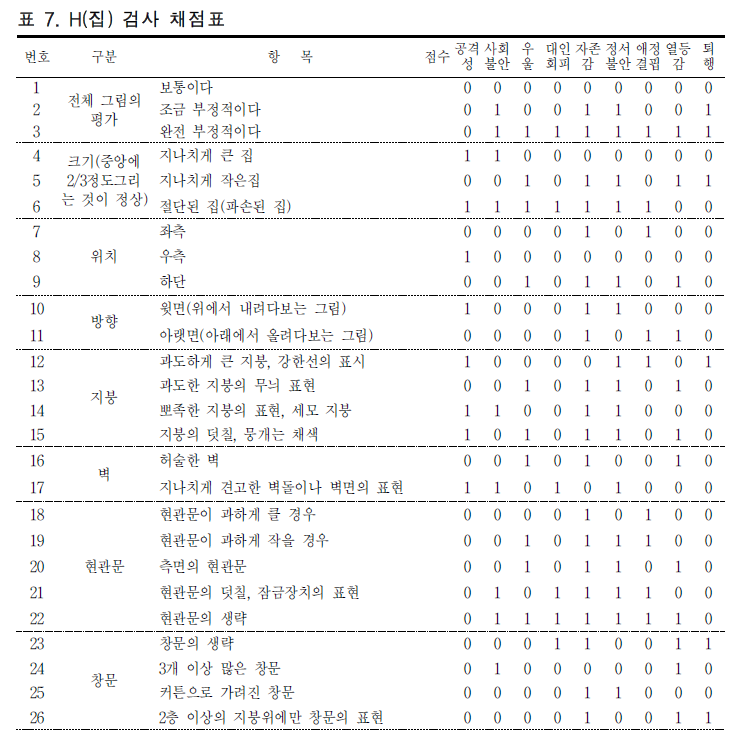 표 7. H(집) 검사 채점표
번호 구분 항 목 점수 공격성 사회불안 우울 대인회피 자존감 정서불안 애정결핍 열등감 퇴행
전체 그림의 평가
1 보통이다 0 0 0 0 0 0 0 0 0
2 조금 부정적이다 0 1 0 0 1 1 0 0 1
3 완전 부정적이다 0 1 1 1 1 1 1 1 1
크기(중앙에 2/3정도그리는 것이 정상)
4 지나치게 큰 집 1 1 0 0 0 0 0 0 0
5 지나치게 작은집 0 0 1 0 1 1 0 1 1
6 절단된 집(파손된 집) 1 1 1 1 1 1 1 0 0
위치
7 좌측 0 0 0 0 1 0 1 0 0
8 우측 1 0 0 0 0 0 0 0 0
9 하단 0 0 1 0 1 1 0 1 0
방향
10 윗면(위에서 내려다보는 그림) 1 0 0 0 1 1 0 0 0
11 아랫면(아래에서 올려다보는 그림) 0 0 0 0 1 0 1 1 0
지붕
12 과도하게 큰 지붕, 강한선의 표시 1 0 0 0 0 1 1 0 1
13 과도한 지붕의 무늬 표현 0 0 1 0 1 1 0 1 0
14 뾰족한 지붕의 표현, 세모 지붕 1 1 0 0 1 1 0 0 0
15 지붕의 덧칠, 뭉개는 채색 1 0 1 0 1 1 0 1 0
벽
16 허술한 벽 0 0 1 0 1 0 0 1 0
17 지나치게 견고한 벽돌이나 벽면의 표현 1 1 0 1 0 1 0 0 0
현관문
18 현관문이 과하게 클 경우 0 0 0 0 1 0 1 0 0
19 현관문이 과하게 작을 경우 0 0 1 0 1 1 1 0 0
20 측면의 현관문 0 0 1 0 1 1 0 1 0
21 현관문의 덧칠, 잠금장치의 표현 0 1 0 1 1 1 1 0 0
22 현관문의 생략 0 1 1 1 1 1 1 1 0
창문
23 창문의 생략 0 0 0 1 1 0 0 1 1
24 3개 이상 많은 창문 0 1 0 0 0 0 0 1 0
25 커튼으로 가려진 창문 0 0 0 0 1 1 0 0 0
26 2층 이상의 지붕위에만 창문의 표현 0 0 0 0 1 0 0 1 1